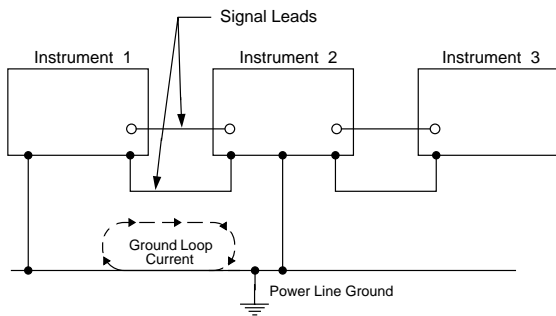 Signal Leads
Instrument 1
Instrument 2
Instrument 3
Ground Loop
Current
Power Line Ground